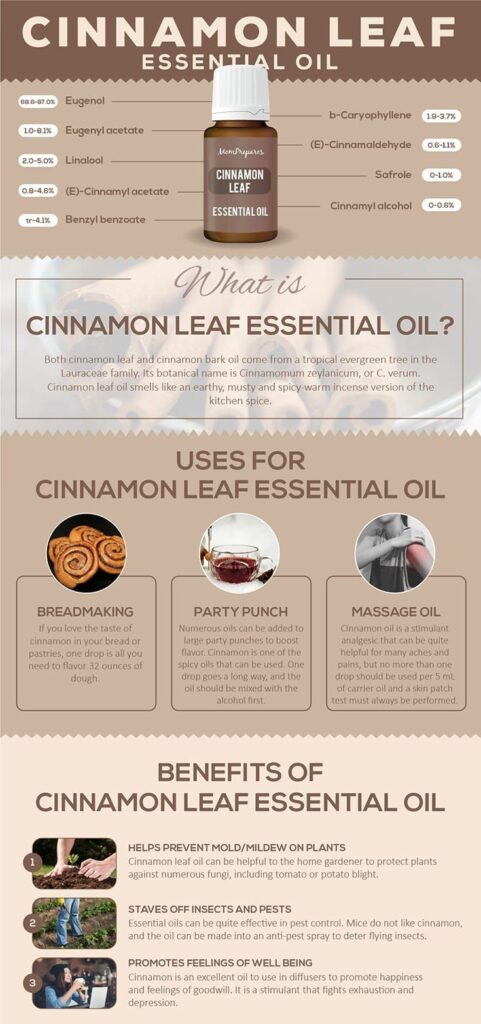 CINNAMON LEAF
ESSENTIAL OIL
68.6-87.0% Eugenol
1.0-8.1% Eugenyl acetate
2.0-5.0% Linalool
0.8-4.6% (E)-Cinnamyl acetate
tr-4.1% Benzyl benzoate
MomPrepares
CINNAMON
LEAF
ESSENTIAL OIL
b-Caryophyllene 1.9-3.7%
(E)-Cinnamaldehyde 0.6-1.1%
Safrole 0-1.0%
Cinnamyl alcohol 0-0.6%
What is
CINNAMON LEAF ESSENTIAL OIL?
Both cinnamon leaf and cinnamon bark oil come from a tropical evergreen tree in the
Lauraceae family. Its botanical name is Cinnamomum zeylanicum, or C. verum.
Cinnamon leaf oil smells like an earthy, musty and spicy-warm incense version of the
kitchen spice.
USES FOR
CINNAMON LEAF ESSENTIAL OIL
BREADMAKING
If you love the taste of
cinnamon in your bread or
pastries, one drop is all you
need to flavor 32 ounces of
dough.
PARTY PUNCH
Numerous oils can be added to
large party punches to boost
flavor. Cinnamon is one of the
spicy oils that can be used. One
drop goes a long way, and the
oil should be mixed with the
alcohol first.
MASSAGE OIL
Cinnamon oil is a stimulant
analgesic that can be quite
helpful for many aches and
pains, but no more than one
drop should be used per 5 mL
of carrier oil and a skin patch
test must always be performed.
BENEFITS OF
CINNAMON LEAF ESSENTIAL OIL
1
HELPS PREVENT MOLD/MILDEW ON PLANTS
Cinnamon leaf oil can be helpful to the home gardener to protect plants
against numerous fungi, including tomato or potato blight.
2
STAVES OFF INSECTS AND PESTS
Essential oils can be quite effective in pest control. Mice do not like cinnamon,
and the oil can be made into an anti-pest spray to deter flying insects.
3
PROMOTES FEELINGS OF WELL BEING
Cinnamon is an excellent oil to use in diffusers to promote happiness
and feelings of goodwill. It is a stimulant that fights exhaustion and
depression.